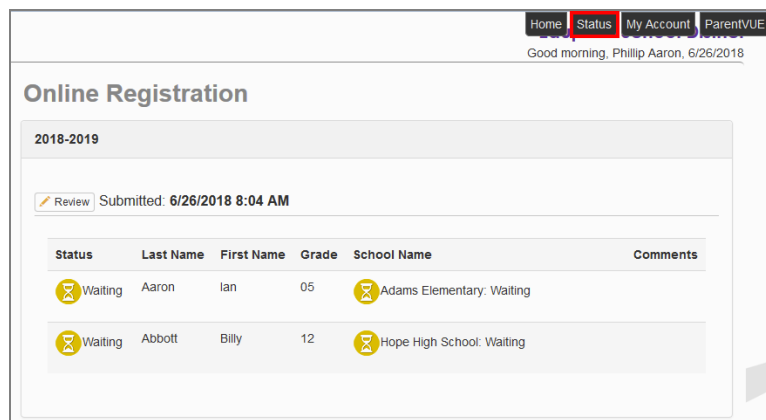 Home Status My Account ParentVUE
Good morning, Phillip Aaron, 6/26/2018
Online Registration
2018-2019
Review Submitted: 6/26/2018 8:04 AM
Status Last Name First Name Grade School Name Comments
Waiting Aaron Ian 05 Adams Elementary: Waiting
Waiting Abbott Billy 12 Hope High School: Waiting